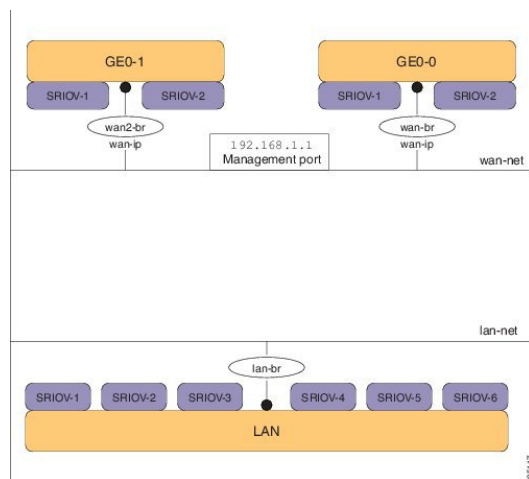 GE0-1
GE0-0
SRIOV-1
SRIOV-2
SRIOV-1
SRIOV-2
wan2-br
wan-ip
192.168.1.1
Management port
wan-br
wan-ip
wan-net
lan-net
lan-br
SRIOV-1
SRIOV-2
SRIOV-3
SRIOV-4
SRIOV-5
SRIOV-6
LAN